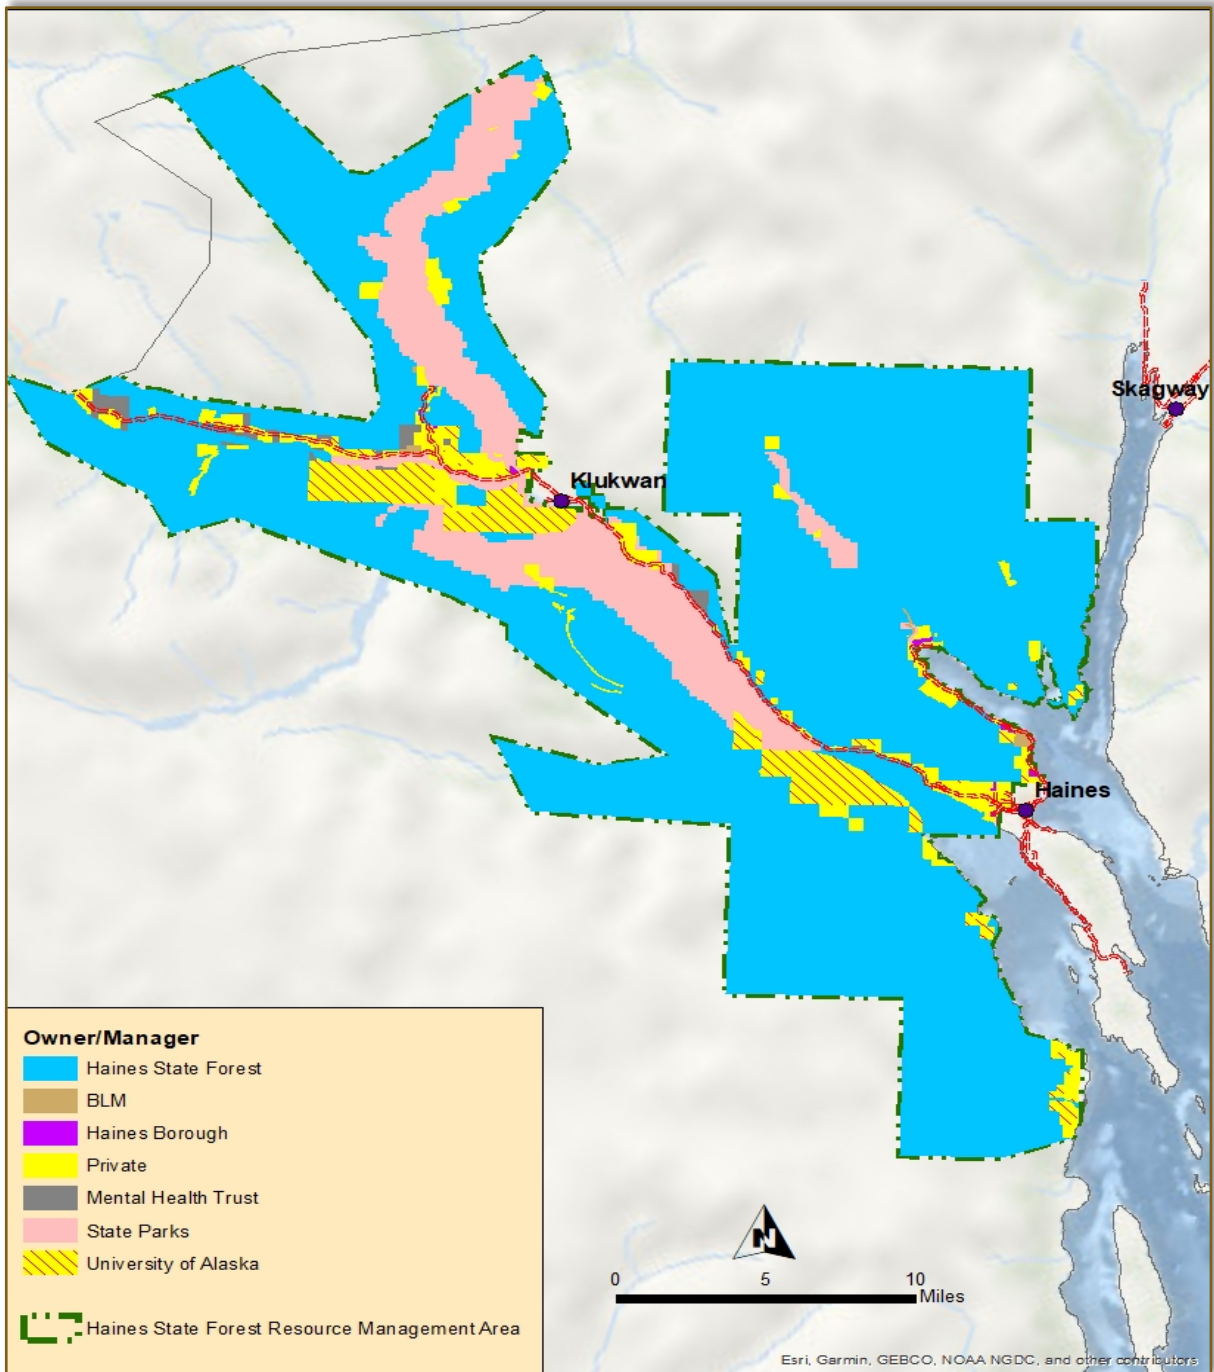 Skagway
Klukwan
Haines
Owner/Manager
Haines State Forest
BLM
Haines Borough
Private
Mental Health Trust
State Parks
University of Alaska
Haines State Forest Resource Management Area
N
0 5 10
Miles
Esri, Garmin, GEBCO, NOAA NGDC, and other contributors